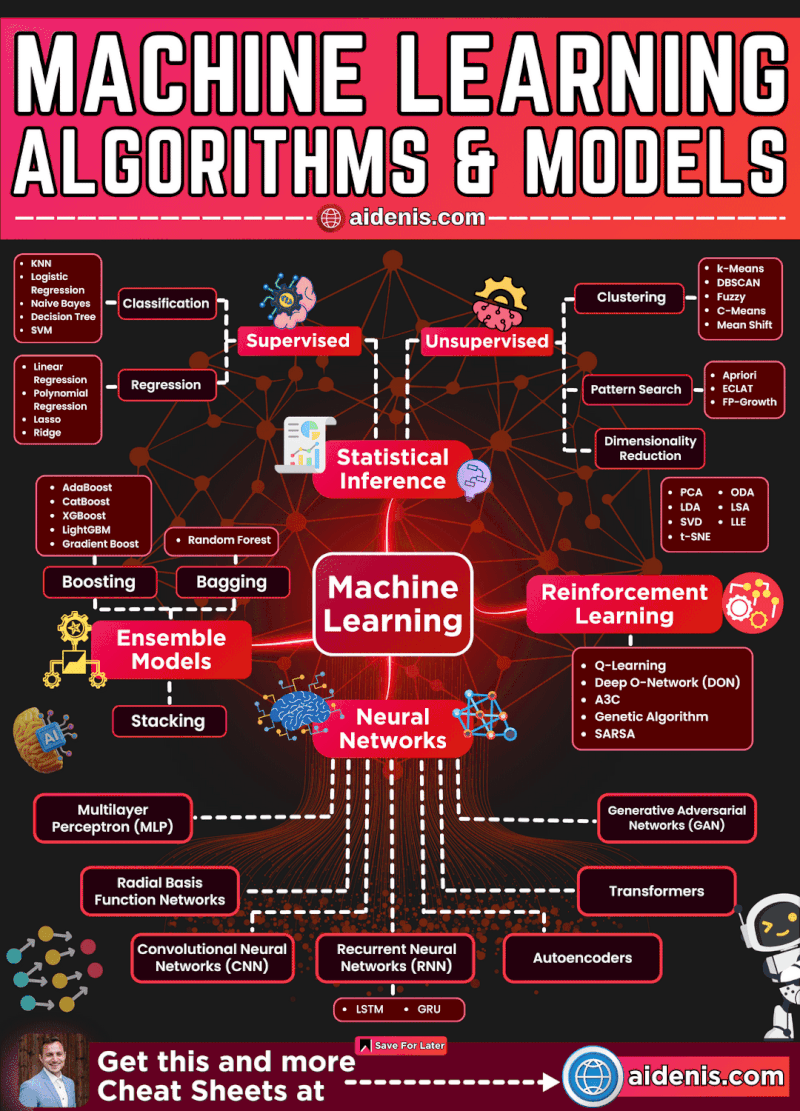 MACHINE LEARNING
ALGORITHMS & MODELS
aidenis.com
KNN
Logistic
Regression
Naive Bayes
Decision Tree
SVM
Classification
Supervised
Linear
Regression
Polynomial
Regression
Lasso
Ridge
Regression
Unsupervised
Clustering
k-Means
DBSCAN
Fuzzy
C-Means
Mean Shift
Pattern Search
Apriori
ECLAT
FP-Growth
Dimensionality
Reduction
PCA
LDA
SVD
t-SNE
ODA
LSA
LLE
Statistical
Inference
AdaBoost
CatBoost
XGBoost
LightGBM
Gradient Boost
Random Forest
Boosting
Bagging
Ensemble
Models
Stacking
Machine
Learning
Reinforcement
Learning
Q-Learning
Deep O-Network (DON)
A3C
Genetic Algorithm
SARSA
AI
Neural
Networks
Multilayer
Perceptron (MLP)
Generative Adversarial
Networks (GAN)
Radial Basis
Function Networks
Transformers
Convolutional Neural
Networks (CNN)
Recurrent Neural
Networks (RNN)
Autoencoders
LSTM
GRU
Save For Later
Get this and more
Cheat Sheets at
aidenis.com